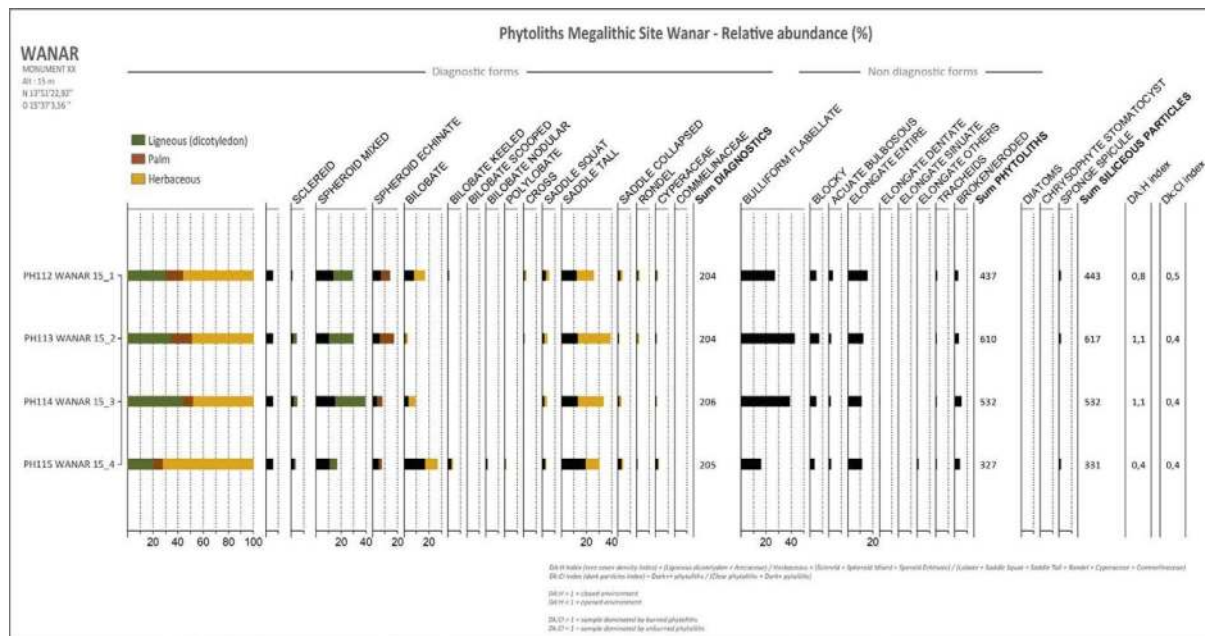 Phytoliths Megalithic Site Wanar - Relative abundance (%)
WANAR
MONUMENT XX
Alt : 15 m
N 13°51'22,92''
O 15°37'3,56''
Diagnostic forms
Non diagnostic forms
Ligneous (dicotyledon)
Palm
Herbaceous
SCLEREID
SPHEROID MIXED
SPHEROID ECHINATE
BILOBATE
BILOBATE KEELED
BILOBATE SCOOPED
BILOBATE NODULAR
POLYLOBATE
CROSS
SADDLE SQUAT
SADDLE TALL
SADDLE COLLAPSED
RONDEL
CYPERACEAE
COMMELINACEAE
Sum DIAGNOSTICS
BULLIFORM FLABELLATE
BLOCKY
ACUTE BULBOSOUS
ELONGATE ENTIRE
ELONGATE DENTATE
ELONGATE SINUATE
ELONGATE OTHERS
TRACHEIDS
BROKENERODED
Sum PHYTOLITHS
DIATOMS
CHRYSOPHYTE STOMATOCYST
SPONGE SPICULE
Sum SILICEOUS PARTICLES
DA:H index
Dk:Cl index
PH112 WANAR 15_1 204 437 443 0,8 0,5
PH113 WANAR 15_2 204 610 617 1,1 0,4
PH114 WANAR 15_3 206 532 532 1,1 0,4
PH115 WANAR 15_4 205 327 331 0,4 0,4
20 40 60 80 100 20 40 20 20 20 40 20
DA:H < 1 = opened environment